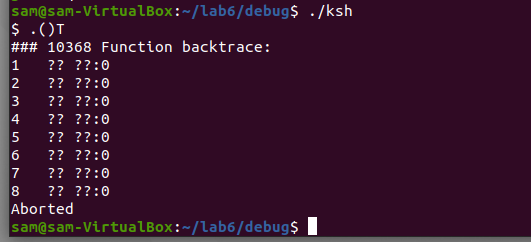 sam@sam-VirtualBox:~/lab6/debug$ ./ksh
$ .()T
### 10368 Function backtrace:
1   ?? ??:0
2   ?? ??:0
3   ?? ??:0
4   ?? ??:0
5   ?? ??:0
6   ?? ??:0
7   ?? ??:0
8   ?? ??:0
Aborted
sam@sam-VirtualBox:~/lab6/debug$